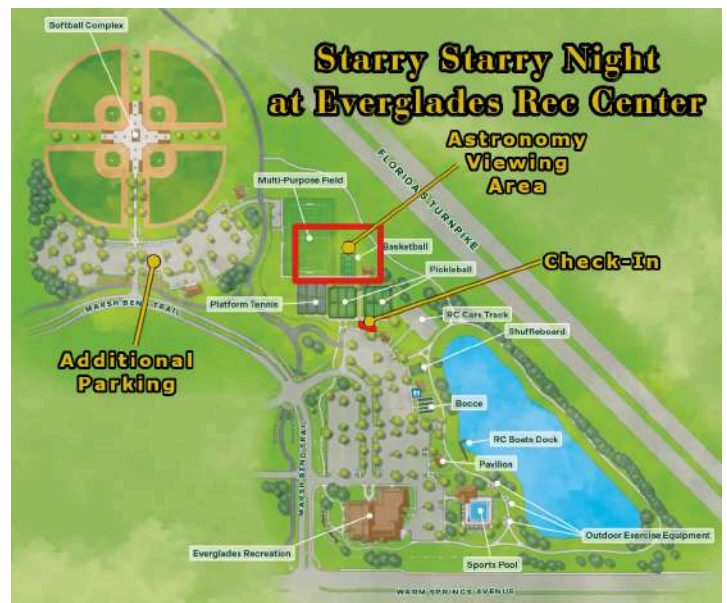 Softball Complex
Starry Starry Night
at Everglades Rec Center
Astronomy
Viewing
Area
FLORIDA'S TURNPIKE
Multi-Purpose Field
Basketball
Check-In
Pickleball
Platform Tennis
MARSH BEND TRAIL
RC Cars Track
Shuffleboard
Additional
Parking
Bocce
MARSH BEND TRAIL
RC Boats Dock
Pavilion
Outdoor Exercise Equipment
Everglades Recreation
Sports Pool
WARM SPRINGS AVENUE